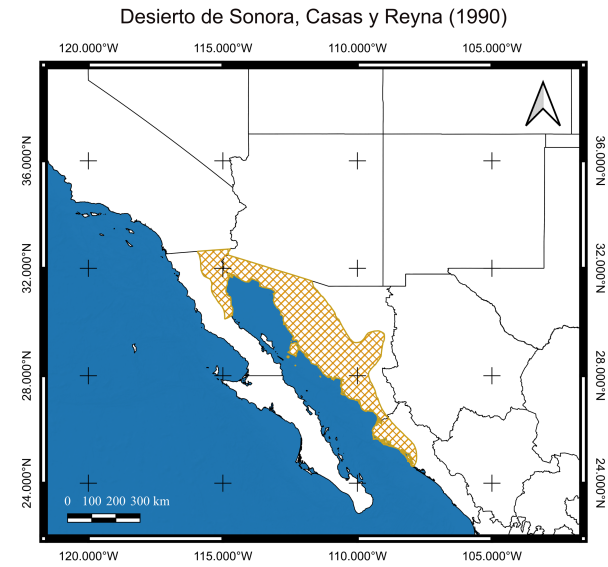 Desierto de Sonora, Casas y Reyna (1990)
120.000°W 115.000°W 110.000°W 105.000°W
36.000°N 36.000°N
32.000°N 32.000°N
28.000°N 28.000°N
24.000°N 24.000°N
0 100 200 300 km
120.000°W 115.000°W 110.000°W 105.000°W